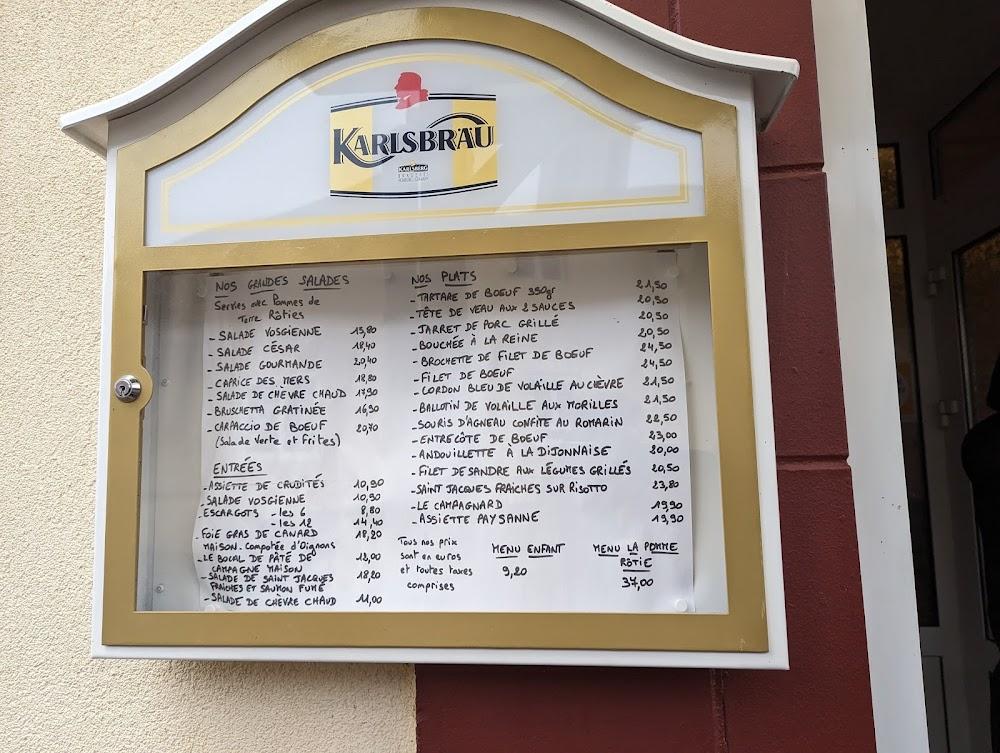 KARLSBRÄU
KARLSBERG
NOS GRANDES SALADES
Servies avec Pommes de
Terre Rôties
- SALADE VOSGIENNE 15,80
- SALADE CÉSAR 18,40
- SALADE GOURMANDE 20,40
- CAPRICE DES MERS 18,80
- SALADE DE CHÈVRE CHAUD 17,90
- BRUSCHETTA GRATINÉE 16,90
- CARPACCIO DE BOEUF 20,70
(Salade Verte et Frites)
ENTRÉES
- ASSIETTE DE CRUDITÉS 10,90
- SALADE VOSGIENNE 10,90
- ESCARGOTS - les 6 8,80
- les 12 14,40
- FOIE GRAS DE CANARD 18,20
MAISON. Compotée d'Oignons
- LE BOCAL DE PÂTÉ DE 12,00
CAMPAGNE MAISON
- SALADE DE SAINT JACQUES 18,20
FRAÎCHES ET SAUMON FUMÉ
- SALADE DE CHÈVRE CHAUD 11,00
NOS PLATS
- TARTARE DE BOEUF 350gr 21,50
- TÊTE DE VEAU AUX 2 SAUCES 20,50
- JARRET DE PORC GRILLÉ 20,50
- BOUCHÉE À LA REINE 20,50
- BROCHETTE DE FILET DE BOEUF 24,50
- FILET DE BOEUF 24,50
- CORDON BLEU DE VOLAILLE AU CHÈVRE 21,50
- BALLOTIN DE VOLAILLE AUX MORILLES 21,50
- SOURIS D'AGNEAU CONFITE AU ROMARIN 22,50
- ENTRECÔTE DE BOEUF 23,00
- ANDOUILLETTE A LA DIJONNAISE 20,00
- FILET DE SANDRE AUX LÉGUMES GRILLÉS 20,50
- SAINT JACQUES FRAICHES SUR RISOTTO 23,80
- LE CAMPAGNARD 19,90
- ASSIETTE PAYSANNE 19,90
Tous nos prix
sont en euros
et toutes taxes
comprises
MENU ENFANT
9,20
MENU LA POMME
RÔTIE
37,00